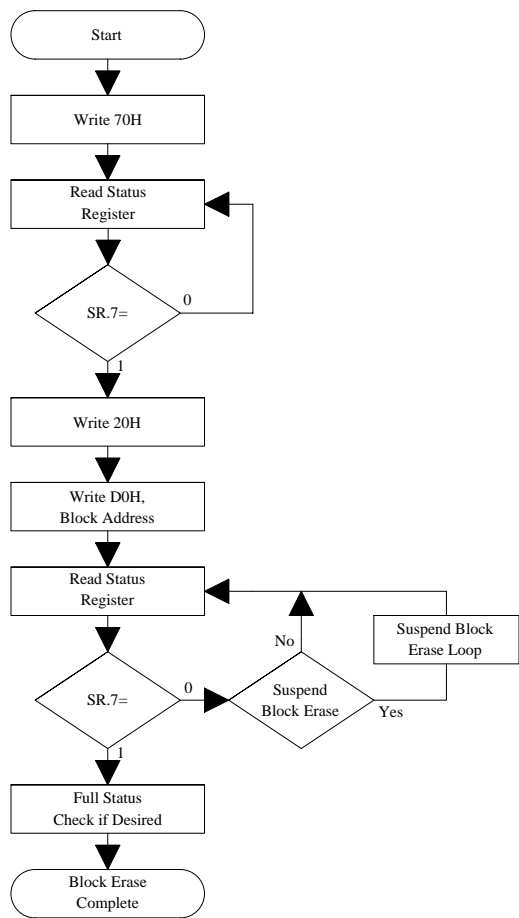 Start
Write 70H
Read Status
Register
SR.7=
0
1
Write 20H
Write D0H,
Block Address
Read Status
Register
SR.7=
0
1
Suspend
Block Erase
No
Yes
Suspend Block
Erase Loop
Full Status
Check if Desired
Block Erase
Complete